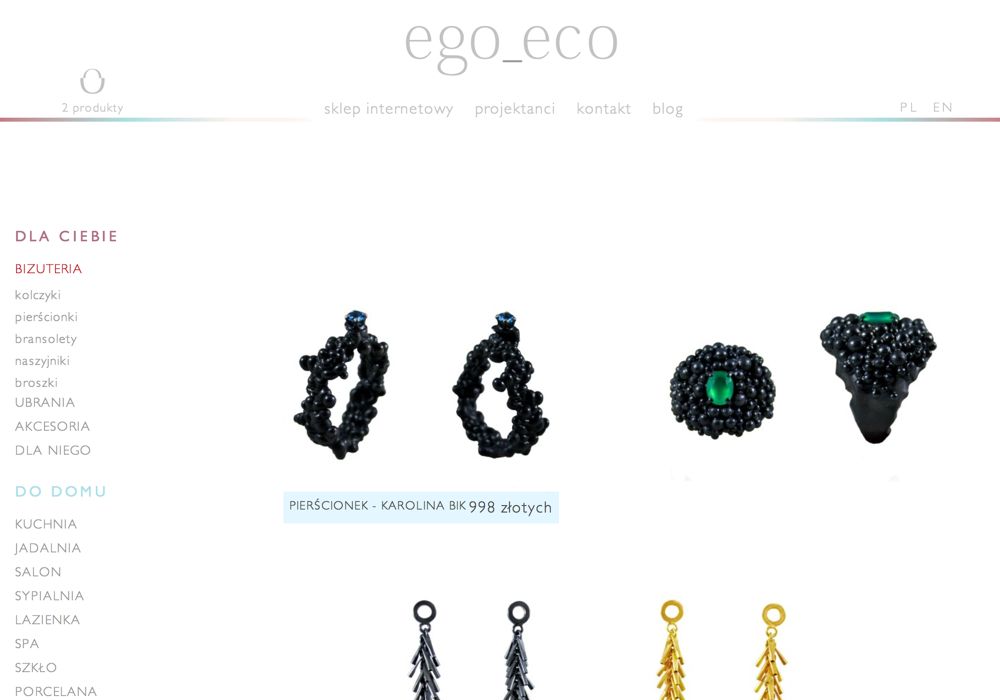 ego_eco
2 produkty
sklep internetowy projektanci kontakt blog
PL EN
DLA CIEBIE
BIZUTERIA
kolczyki
pierścionki
bransolety
naszyjniki
broszki
UBRANIA
AKCESORIA
DLA NIEGO
DO DOMU
KUCHNIA
JADALNIA
SALON
SYPIALNIA
LAZIENKA
SPA
SZKŁO
PORCELANA
PIERŚCIONEK - KAROLINA BIK 998 złotych